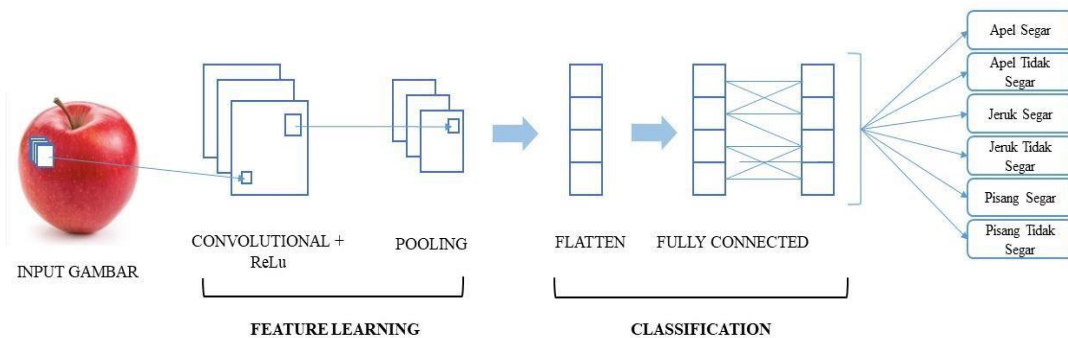 INPUT GAMBAR
CONVOLUTIONAL +
ReLu
POOLING
FEATURE LEARNING
FLATTEN
FULLY CONNECTED
CLASSIFICATION
Apel Segar
Apel Tidak
Segar
Jeruk Segar
Jeruk Tidak
Segar
Pisang Segar
Pisang Tidak
Segar